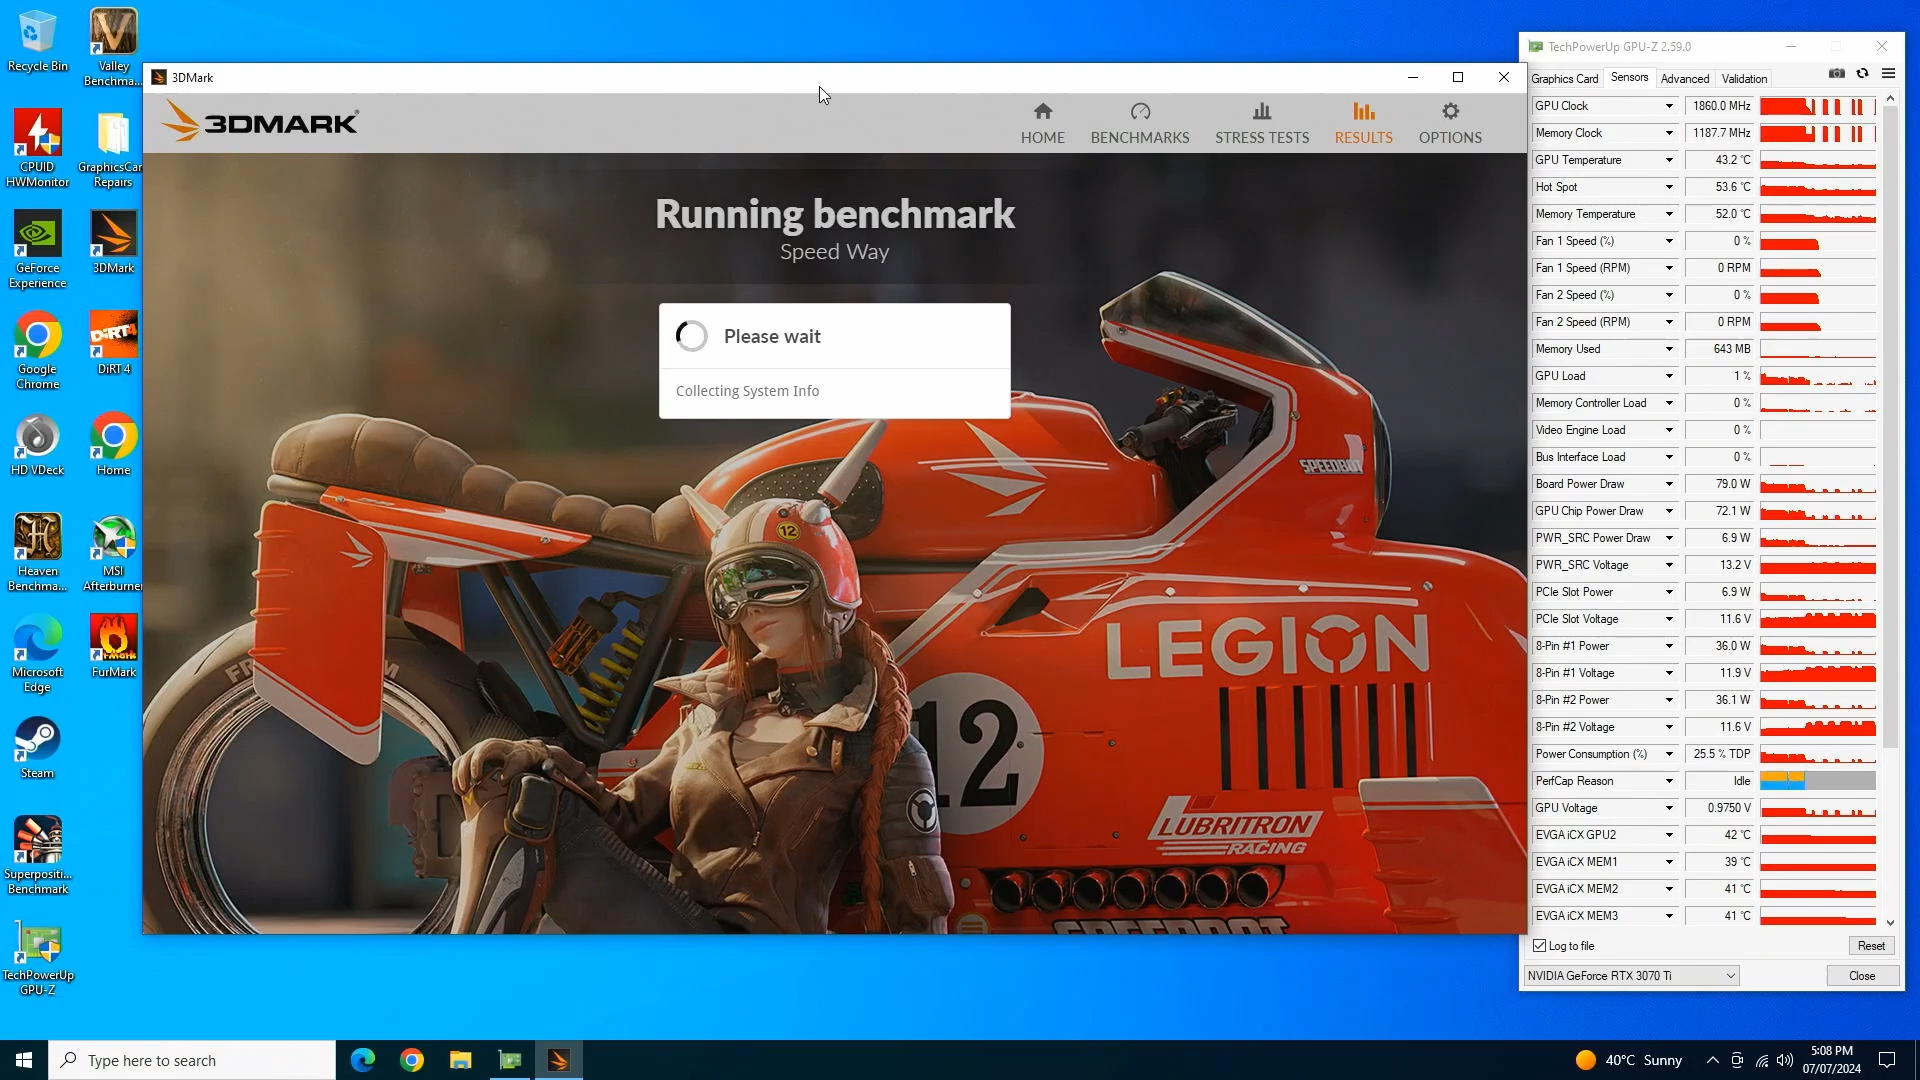 Recycle Bin
Valley
Benchma...
CPUID
HWMonitor
GraphicsCar
Repairs
GeForce
Experience
3DMark
Google
Chrome
DiRT 4
HD VDeck
Home
Heaven
Benchma...
MSI
Afterburner
Microsoft
Edge
FurMark
Steam
Superpositi...
Benchmark
TechPowerUp
GPU-Z
3DMark
3DMARK
HOME
BENCHMARKS
STRESS TESTS
RESULTS
OPTIONS
Running benchmark
Speed Way
Please wait
Collecting System Info
SPEEDBOT
12
LEGION
12
LUBRITRON
RACING
SPEEDBOT
TechPowerUp GPU-Z 2.59.0
Graphics Card
Sensors
Advanced
Validation
GPU Clock 1860.0 MHz
Memory Clock 1187.7 MHz
GPU Temperature 43.2 °C
Hot Spot 53.6 °C
Memory Temperature 52.0 °C
Fan 1 Speed (%) 0 %
Fan 1 Speed (RPM) 0 RPM
Fan 2 Speed (%) 0 %
Fan 2 Speed (RPM) 0 RPM
Memory Used 643 MB
GPU Load 1 %
Memory Controller Load 0 %
Video Engine Load 0 %
Bus Interface Load 0 %
Board Power Draw 79.0 W
GPU Chip Power Draw 72.1 W
PWR_SRC Power Draw 6.9 W
PWR_SRC Voltage 13.2 V
PCIe Slot Power 6.9 W
PCIe Slot Voltage 11.6 V
8-Pin #1 Power 36.0 W
8-Pin #1 Voltage 11.9 V
8-Pin #2 Power 36.1 W
8-Pin #2 Voltage 11.6 V
Power Consumption (%) 25.5 % TDP
PerfCap Reason Idle
GPU Voltage 0.9750 V
EVGA iCX GPU2 42 °C
EVGA iCX MEM1 39 °C
EVGA iCX MEM2 41 °C
EVGA iCX MEM3 41 °C
Log to file
Reset
NVIDIA GeForce RTX 3070 Ti
Close
Type here to search
40°C Sunny
5:08 PM
07/07/2024